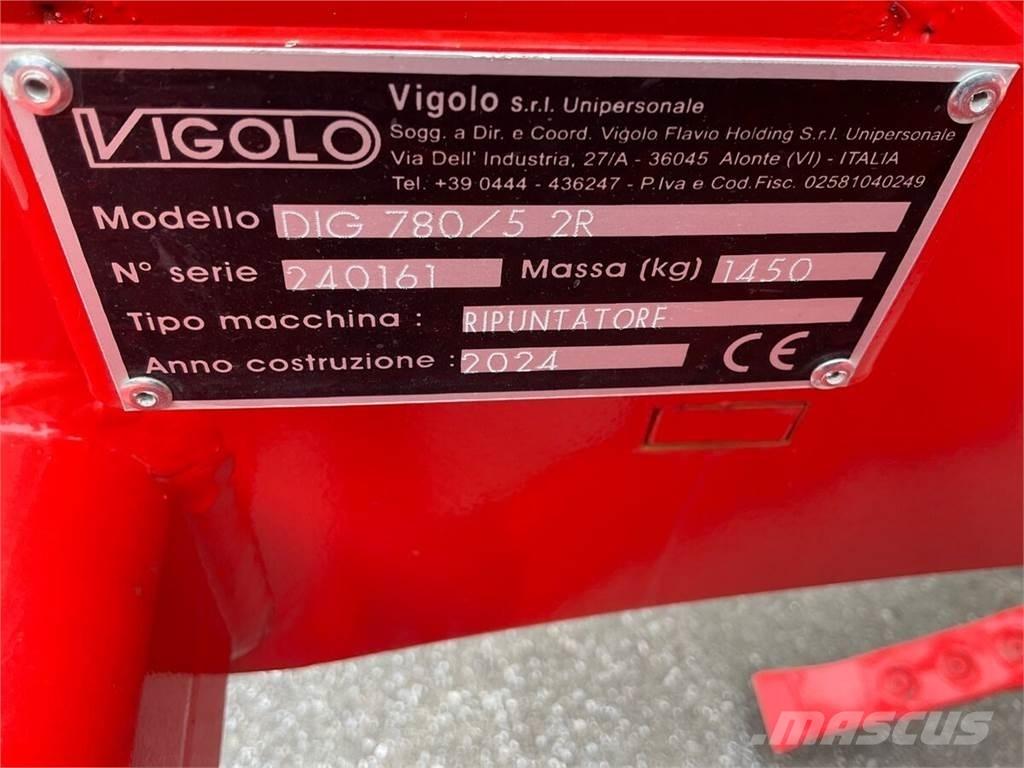 VIGOLO
Vigolo S.r.l. Unipersonale
Sogg. a Dir. e Coord. Vigolo Flavio Holding S.r.l. Unipersonale
Via Dell' Industria, 27/A - 36045 Alonte (VI) - ITALIA
Tel. +39 0444 - 436247 - P.Iva e Cod.Fisc. 02581040249
Modello DIG 780/5 2R
N° serie 240161 Massa (kg) 1450
Tipo macchina : RIPUNTATORE
Anno costruzione : 2024 CE
MASCUS